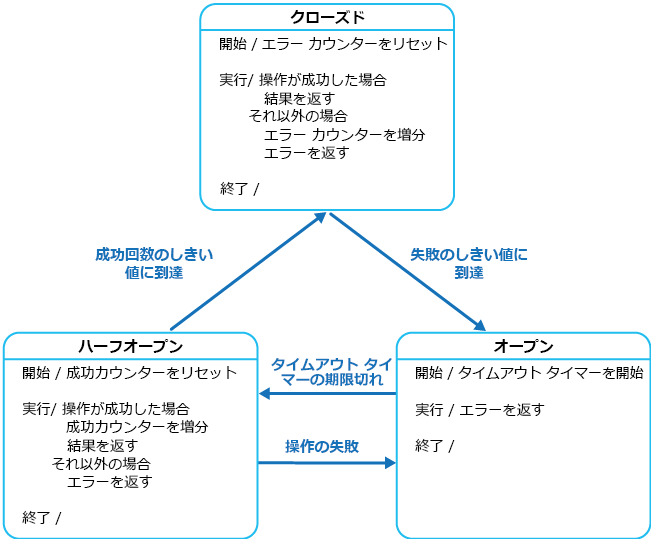 クローズド
開始 / エラー カウンターをリセット
実行/ 操作が成功した場合
結果を返す
それ以外の場合
エラー カウンターを増分
エラーを返す
終了 /
成功回数のしきい
値に到達
失敗のしきい値に
到達
ハーフオープン
開始 / 成功カウンターをリセット
実行/ 操作が成功した場合
成功カウンターを増分
結果を返す
それ以外の場合
エラーを返す
終了 /
タイムアウト タイ
マーの期限切れ
操作の失敗
オープン
開始 / タイムアウト タイマーを開始
実行 / エラーを返す
終了 /